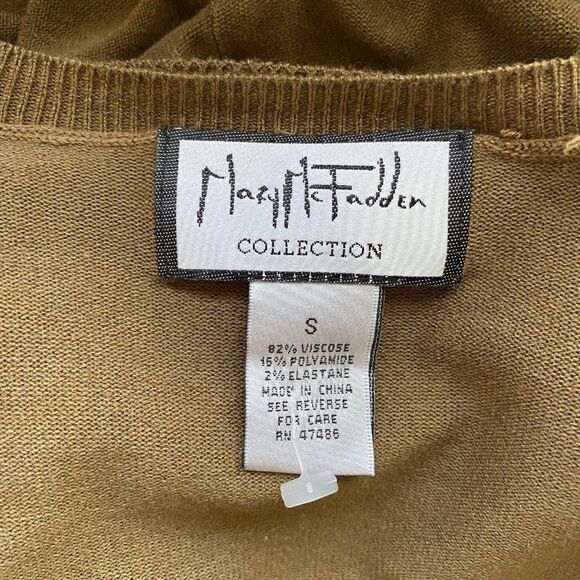 Mary McFadden
COLLECTION
S
82% VISCOSE
16% POLYAMIDE
2% ELASTANE
MADE IN CHINA
SEE REVERSE
FOR CARE
RN 47486